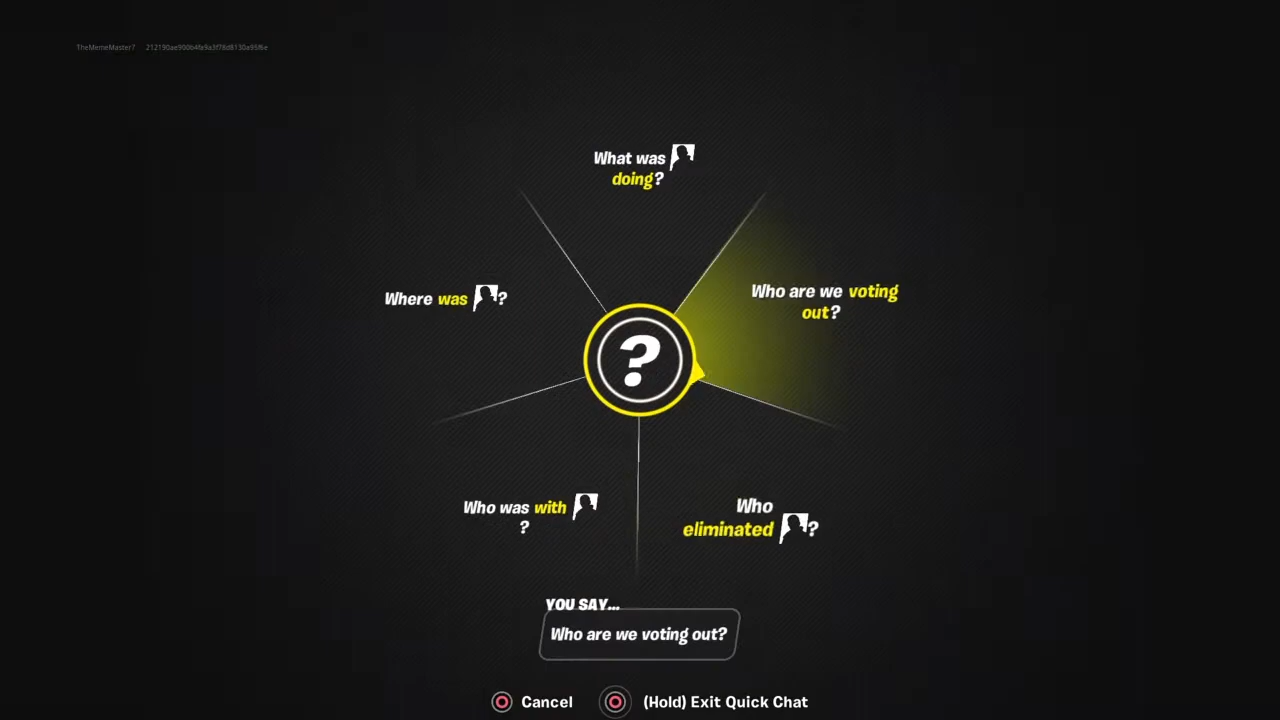 TheMemeMaster7
What was
doing?
Who are we voting
out?
Where was ?
Who was with
?
Who
eliminated ?
?
YOU SAY...
Who are we voting out?
Cancel
(Hold) Exit Quick Chat